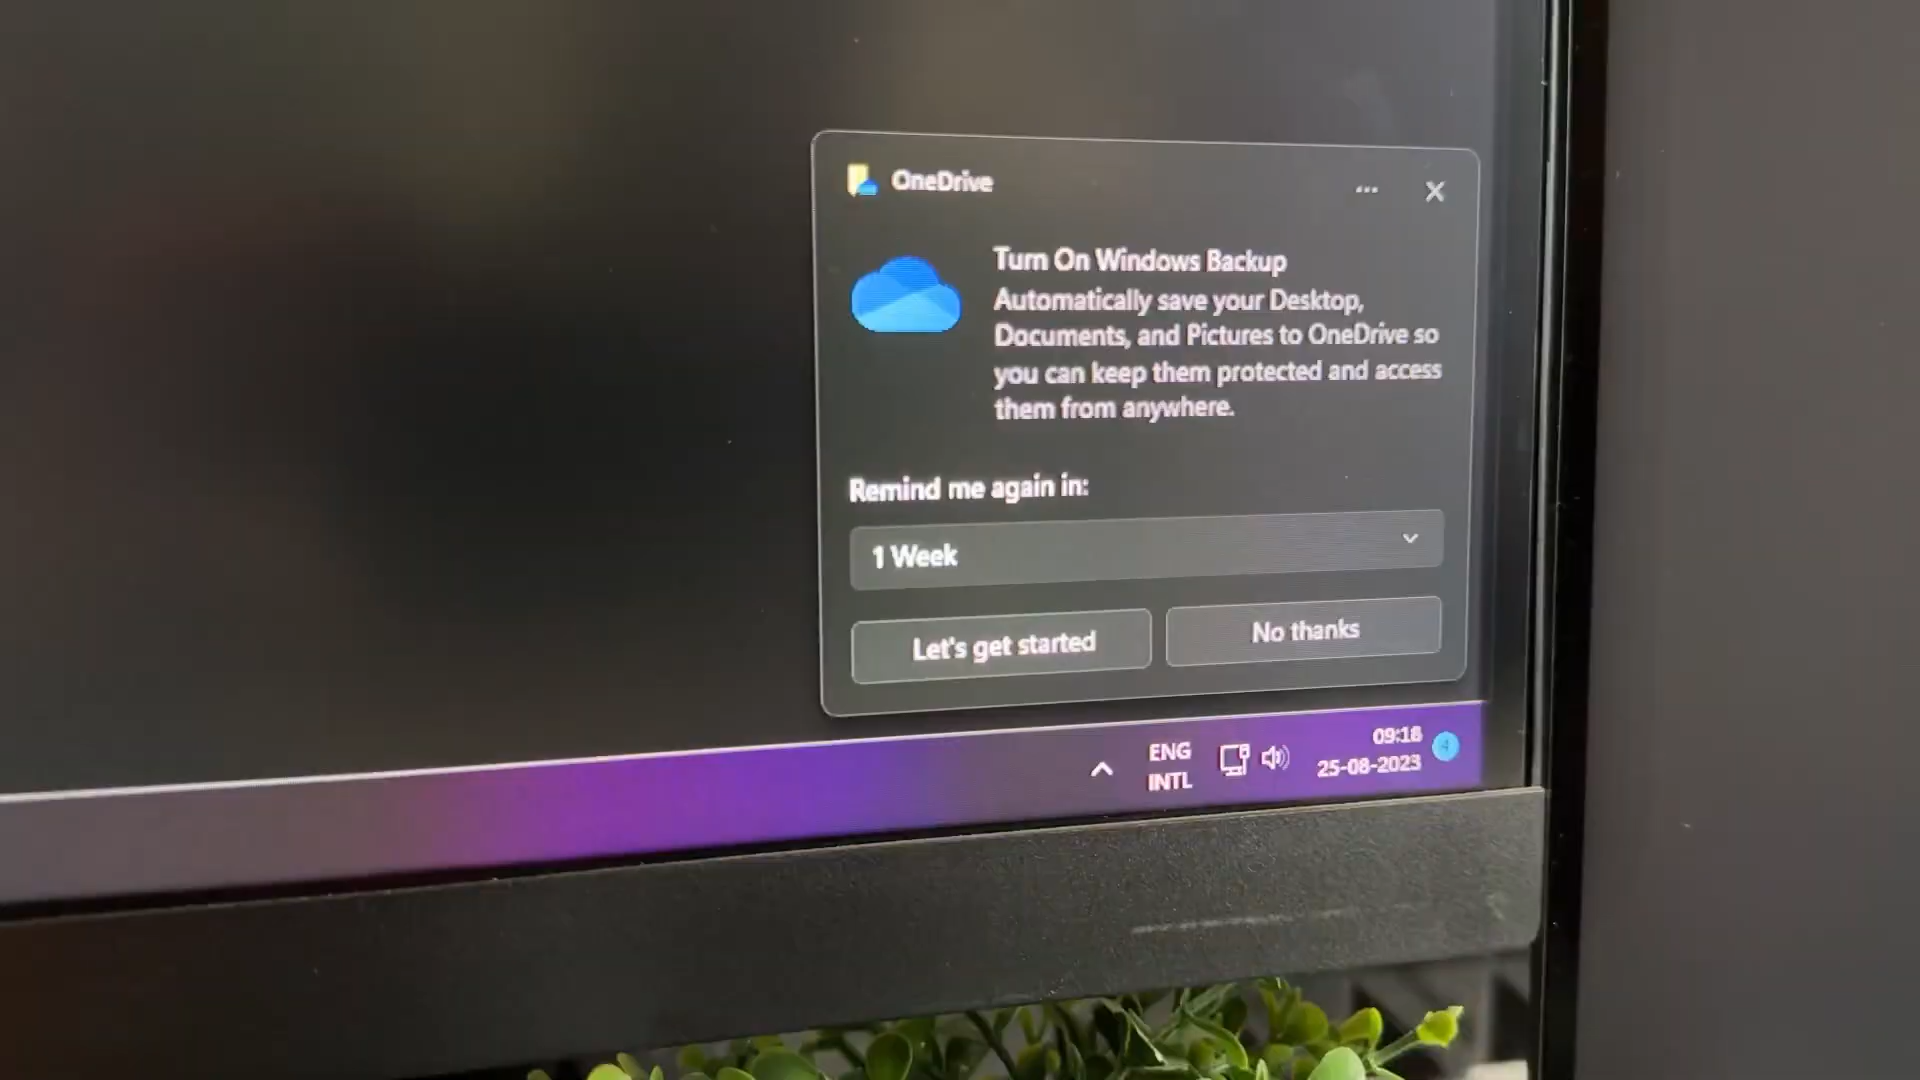 OneDrive
Turn On Windows Backup
Automatically save your Desktop,
Documents, and Pictures to OneDrive so
you can keep them protected and access
them from anywhere.
Remind me again in:
1 Week
Let's get started
No thanks
ENG
INTL
09:18
25-08-2023
4